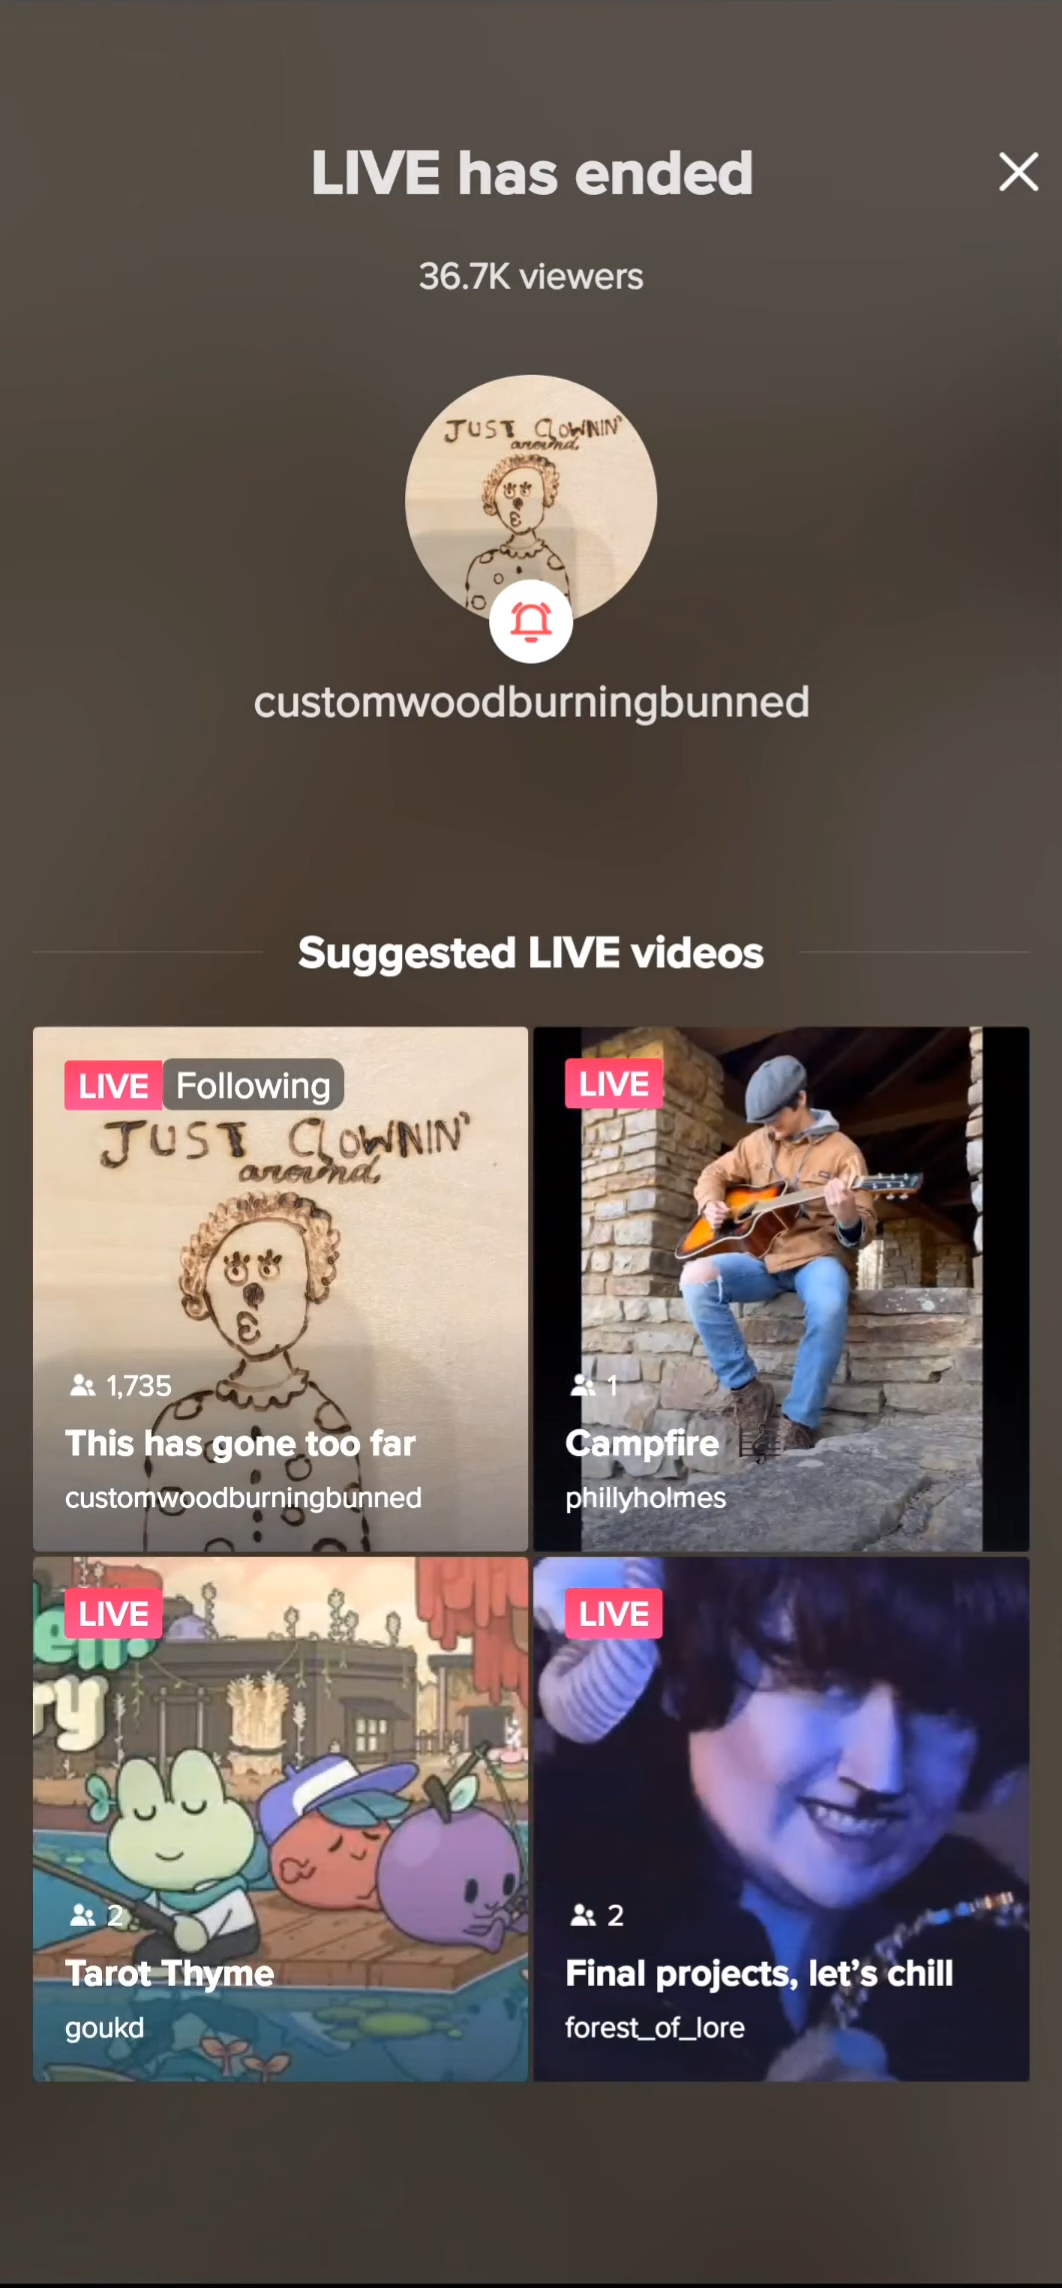 LIVE has ended
36.7K viewers
JUST CLOWNIN'
around,
customwoodburningbunned
Suggested LIVE videos
LIVE Following
JUST CLOWNIN'
around,
1,735
This has gone too far
customwoodburningbunned
LIVE
1
Campfire
phillyholmes
LIVE
2
Tarot Thyme
goukd
LIVE
2
Final projects, let's chill
forest_of_lore